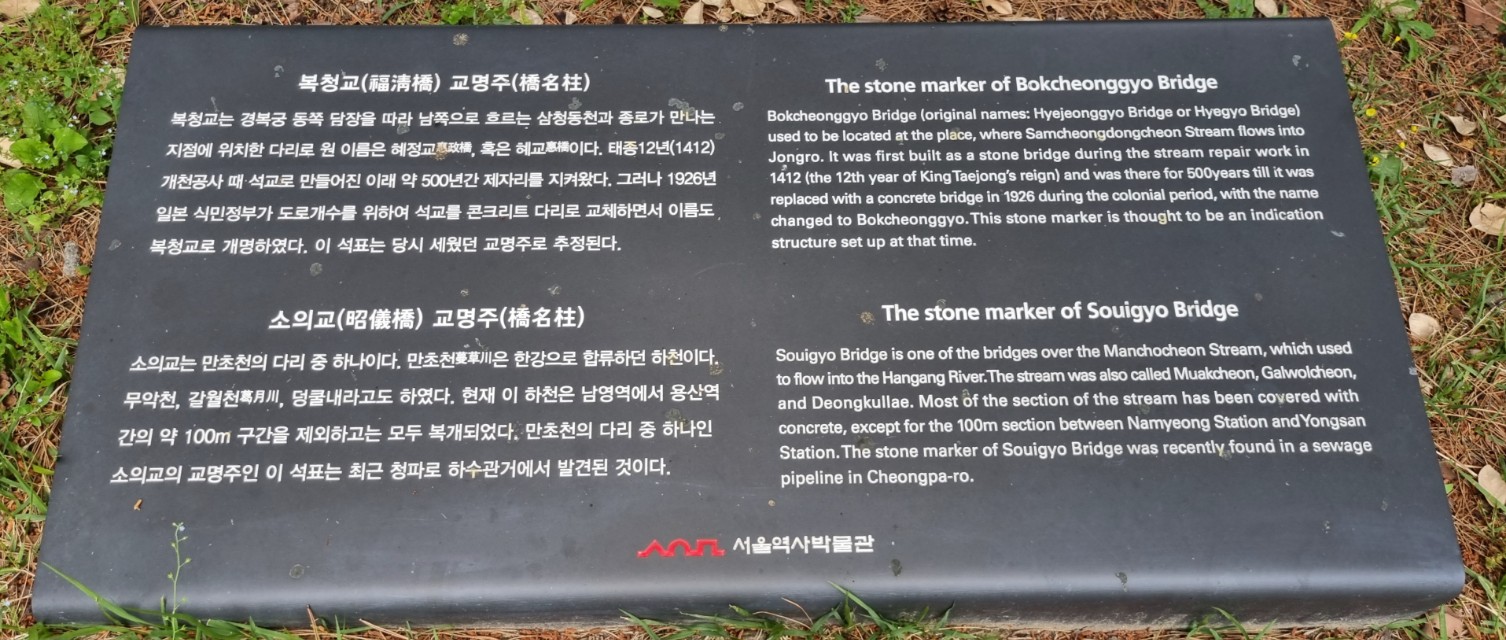 복청교(福淸橋) 교명주(橋名柱)
복청교는 경복궁 동쪽 담장을 따라 남쪽으로 흐르는 삼청동천과 종로가 만나는
지점에 위치한 다리로 원 이름은 혜정교惠政橋, 혹은 혜교惠橋이다. 태종12년(1412)
개천공사 때 석교로 만들어진 이래 약 500년간 제자리를 지켜왔다. 그러나 1926년
일본 식민정부가 도로개수를 위하여 석교를 콘크리트 다리로 교체하면서 이름도
복청교로 개명하였다. 이 석표는 당시 세웠던 교명주로 추정된다.
소의교(昭儀橋) 교명주(橋名柱)
소의교는 만초천의 다리 중 하나이다. 만초천蔓草川은 한강으로 합류하던 하천이다.
무악천, 갈월천葛月川, 덩쿨내라고도 하였다. 현재 이 하천은 남영역에서 용산역
간의 약 100m 구간을 제외하고는 모두 복개되었다. 만초천의 다리 중 하나인
소의교의 교명주인 이 석표는 최근 청파로 하수관거에서 발견된 것이다.
The stone marker of Bokcheonggyo Bridge
Bokcheonggyo Bridge (original names: Hyejeonggyo Bridge or Hyegyo Bridge)
used to be located at the place, where Samcheongdongcheon Stream flows into
Jongro. It was first built as a stone bridge during the stream repair work in
1412 (the 12th year of King Taejong's reign) and was there for 500years till it was
replaced with a concrete bridge in 1926 during the colonial period, with the name
changed to Bokcheonggyo. This stone marker is thought to be an indication
structure set up at that time.
The stone marker of Souigyo Bridge
Souigyo Bridge is one of the bridges over the Manchocheon Stream, which used
to flow into the Hangang River.The stream was also called Muakcheon, Galwolcheon,
and Deongkullae. Most of the section of the stream has been covered with
concrete, except for the 100m section between Namyeong Station andYongsan
Station. The stone marker of Souigyo Bridge was recently found in a sewage
pipeline in Cheongpa-ro.
서울역사박물관